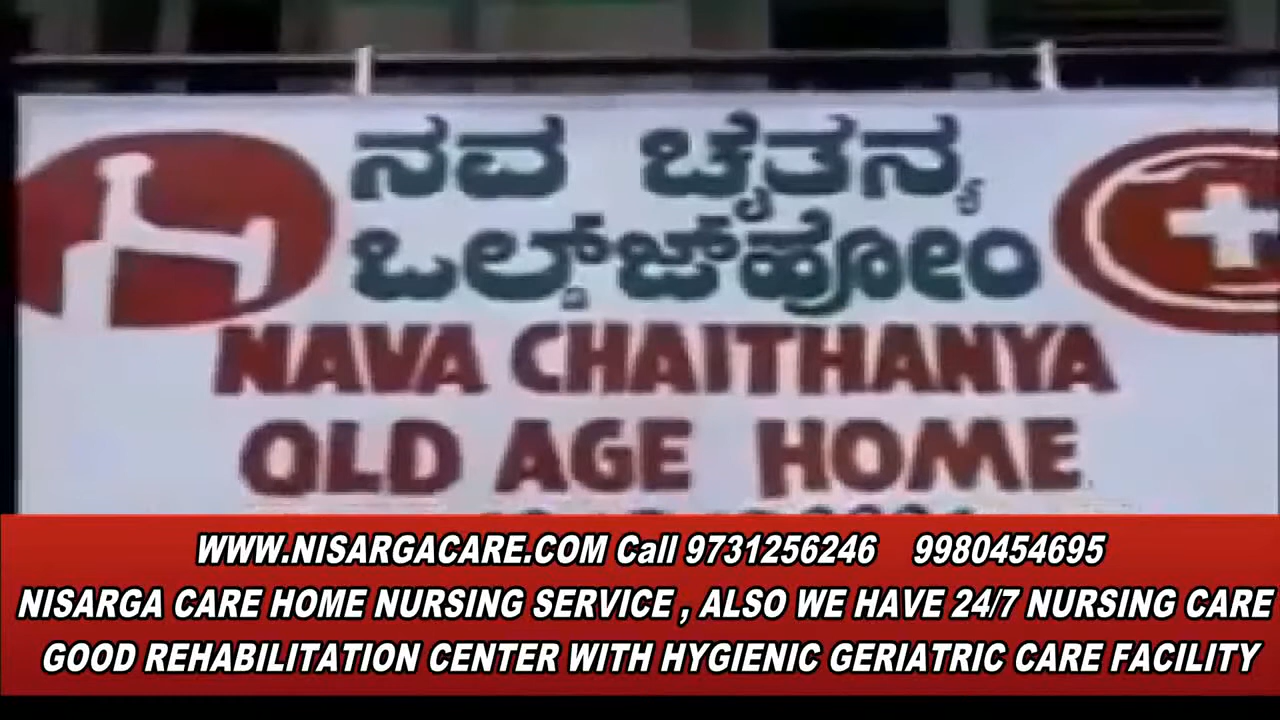 ನವ ಚೈತನ್ಯ
ಒಲ್ಡ್ ಏಜ್ ಹೋಂ
NAVA CHAITHANYA
OLD AGE HOME
WWW.NISARGACARE.COM Call 9731256246 9980454695
NISARGA CARE HOME NURSING SERVICE , ALSO WE HAVE 24/7 NURSING CARE
GOOD REHABILITATION CENTER WITH HYGIENIC GERIATRIC CARE FACILITY